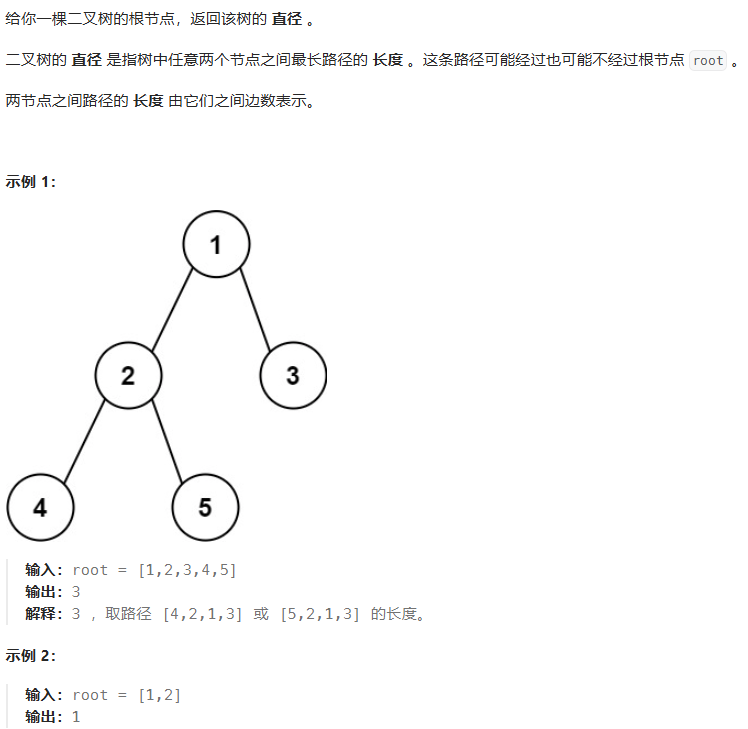 给你一棵二叉树的根节点，返回该树的 直径 。
二叉树的 直径 是指树中任意两个节点之间最长路径的 长度 。这条路径可能经过也可能不经过根节点 root 。
两节点之间路径的 长度 由它们之间边数表示。
示例 1：
1
2
3
4
5
输入：root = [1,2,3,4,5]
输出：3
解释：3 ，取路径 [4,2,1,3] 或 [5,2,1,3] 的长度。
示例 2：
输入：root = [1,2]
输出：1